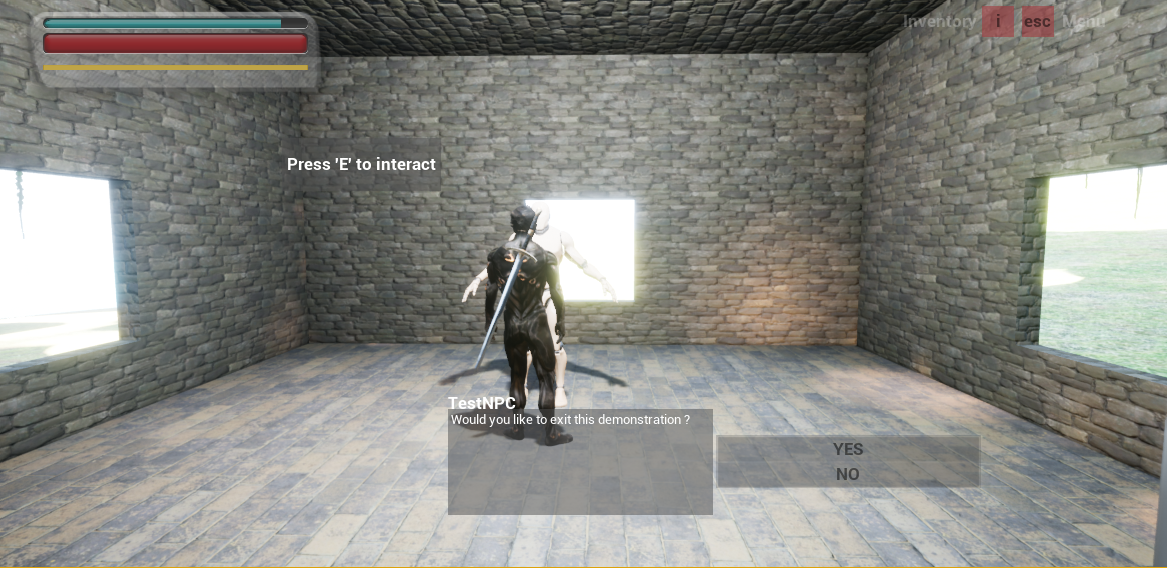 Inventory i esc Menu
Press 'E' to interact
TestNPC
Would you like to exit this demonstration ?
YES
NO